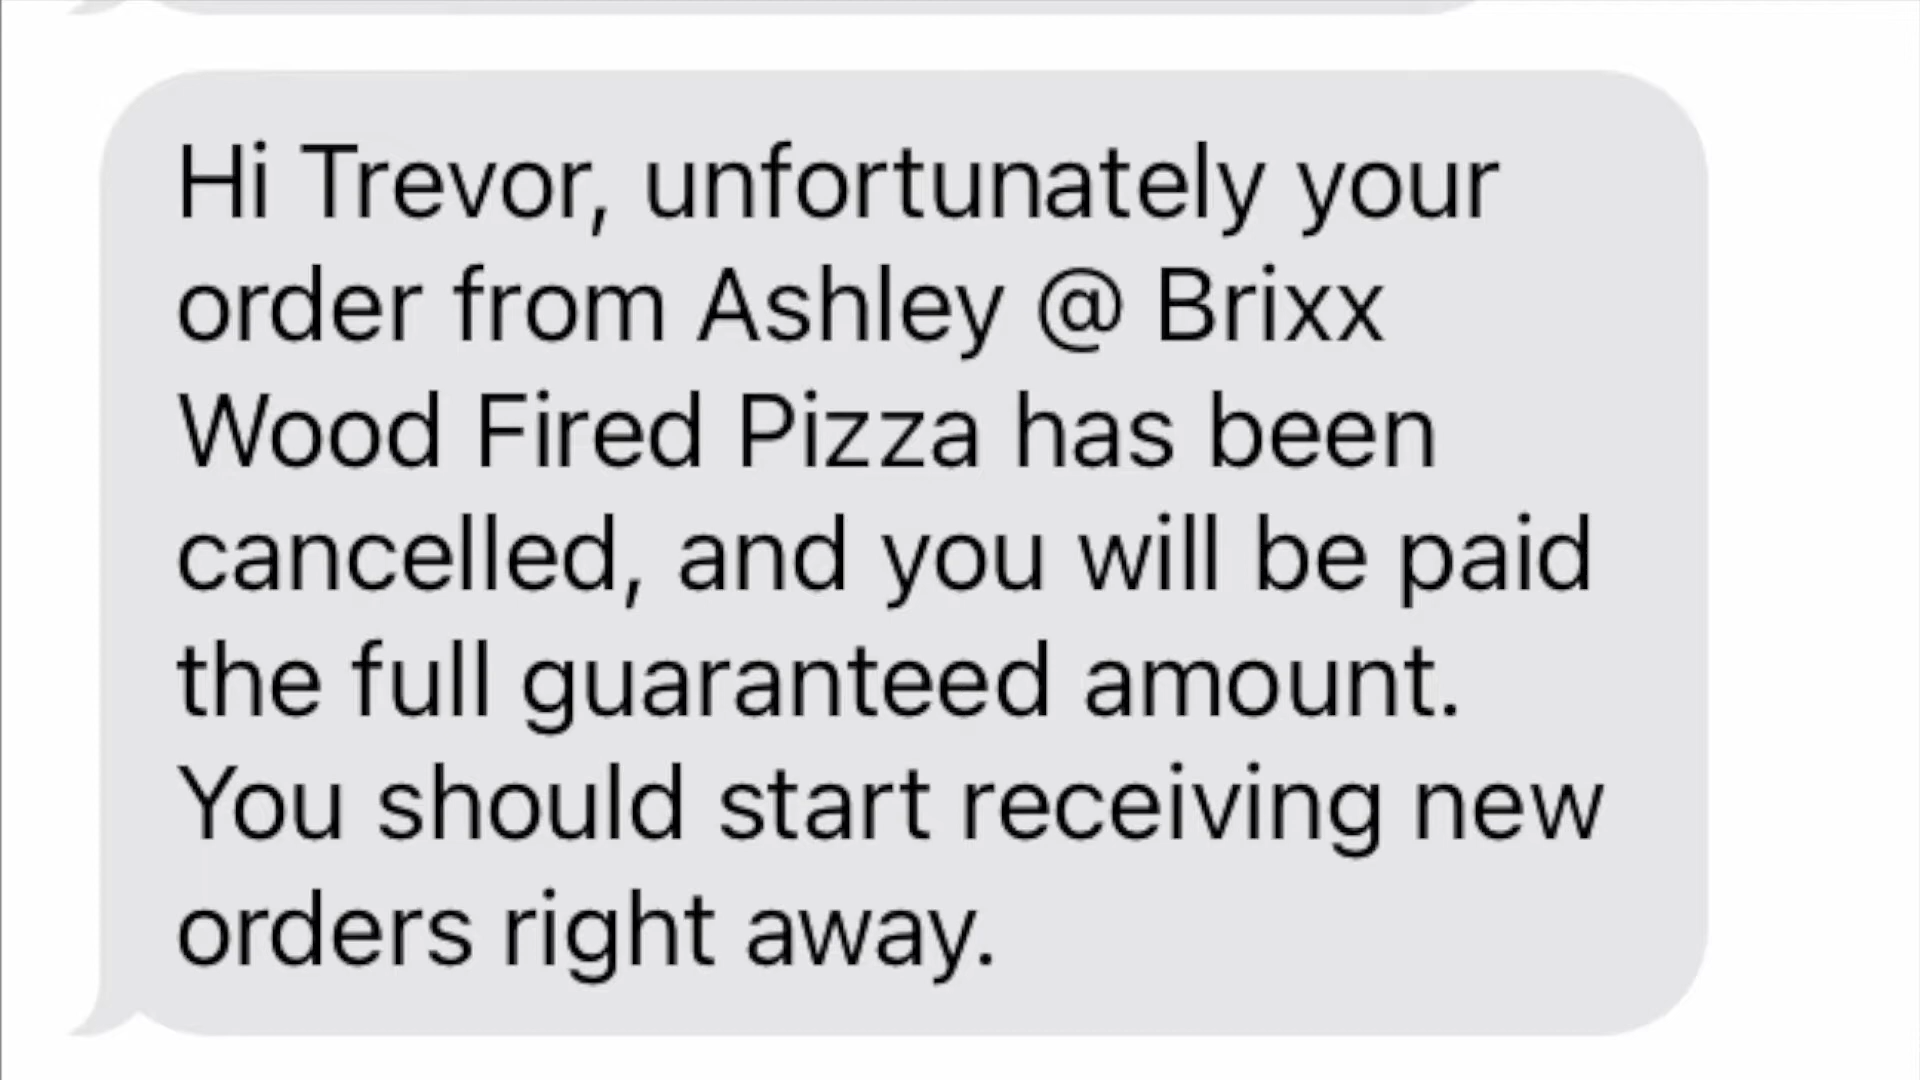 Hi Trevor, unfortunately your
order from Ashley @ Brixx
Wood Fired Pizza has been
cancelled, and you will be paid
the full guaranteed amount.
You should start receiving new
orders right away.